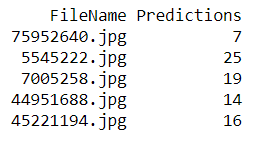 FileName Predictions
75952640.jpg 7
5545222.jpg 25
7005258.jpg 19
44951688.jpg 14
45221194.jpg 16